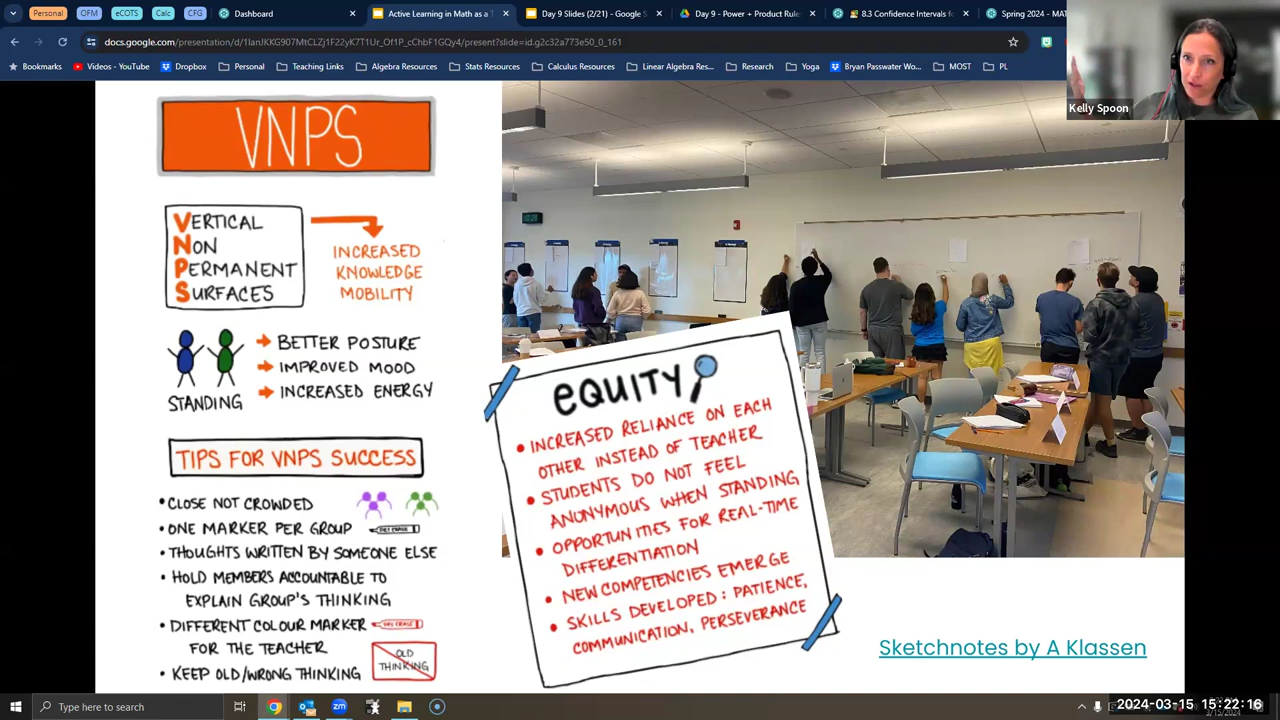 Personal
OFM
eCOTS
Calc
CFG
Dashboard
Active Learning in Math as a T
Day 9 Slides (2/21) - Google S
Day 9 - Power + Product Rule
8.3 Confidence Intervals for
Spring 2024 - MAT
docs.google.com/presentation/d/1IanJKKG907MtCLZj1F22yK7T1Ur_Of1P_cChbF1GQy4/present?slide=id.g2c32a773e50_0_161
Bookmarks
Videos - YouTube
Dropbox
Personal
Teaching Links
Algebra Resources
Stats Resources
Calculus Resources
Linear Algebra Res...
Research
Yoga
Bryan Passwater Wo...
MOST
PL
Kelly Spoon
VNPS
VERTICAL
NON
PERMANENT
SURFACES
INCREASED
KNOWLEDGE
MOBILITY
STANDING
BETTER POSTURE
IMPROVED MOOD
INCREASED ENERGY
TIPS FOR VNPS SUCCESS
• CLOSE NOT CROWDED
• ONE MARKER PER GROUP
• THOUGHTS WRITTEN BY SOMEONE ELSE
• HOLD MEMBERS ACCOUNTABLE TO
EXPLAIN GROUP'S THINKING
• DIFFERENT COLOUR MARKER
FOR THE TEACHER
• KEEP OLD/WRONG THINKING
OLD
THINKING
EQUITY
• INCREASED RELIANCE ON EACH
OTHER INSTEAD OF TEACHER
• STUDENTS DO NOT FEEL
ANONYMOUS WHEN STANDING
• OPPORTUNITIES FOR REAL-TIME
DIFFERENTIATION
• NEW COMPETENCIES EMERGE
• SKILLS DEVELOPED: PATIENCE,
COMMUNICATION, PERSEVERANCE
Sketchnotes by A Klassen
Type here to search
2024-03-15 15:22:16